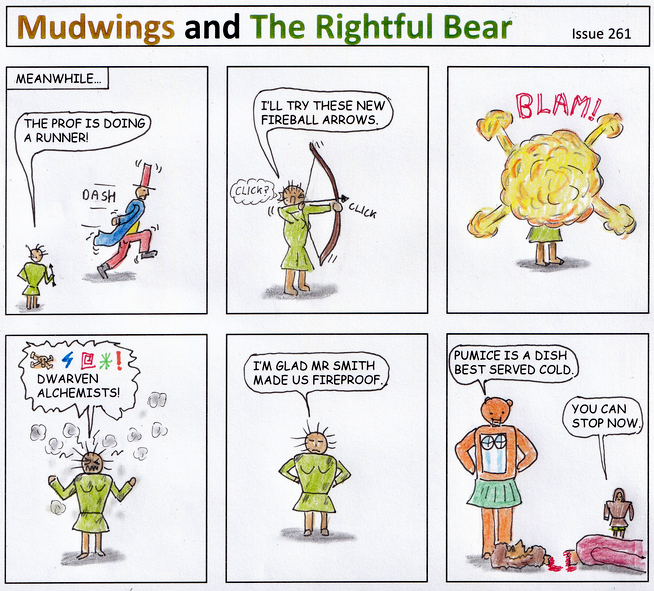 Mudwings and The Rightful Bear
Issue 261
MEANWHILE...
THE PROF IS DOING
A RUNNER!
DASH
I'LL TRY THESE NEW
FIREBALL ARROWS.
CLICK?
CLICK
BLAM!
DWARVEN
ALCHEMISTS!
I'M GLAD MR SMITH
MADE US FIREPROOF.
PUMICE IS A DISH
BEST SERVED COLD.
YOU CAN
STOP NOW.